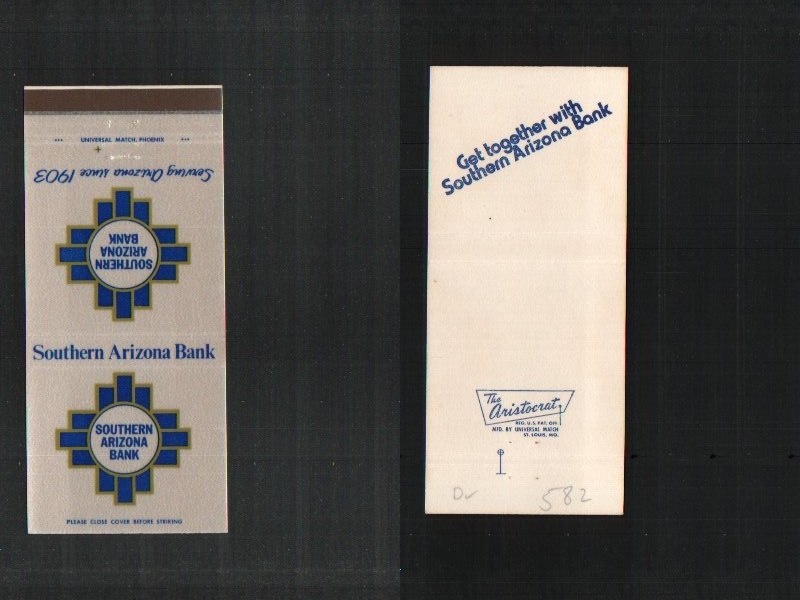 ••• UNIVERSAL MATCH, PHOENIX •••
Serving Arizona since 1903
SOUTHERN
ARIZONA
BANK
Southern Arizona Bank
SOUTHERN
ARIZONA
BANK
PLEASE CLOSE COVER BEFORE STRIKING
Get together with
Southern Arizona Bank
The
Aristocrat
REG. U.S. PAT. OFF.
MFD. BY UNIVERSAL MATCH
ST. LOUIS, MO.
582